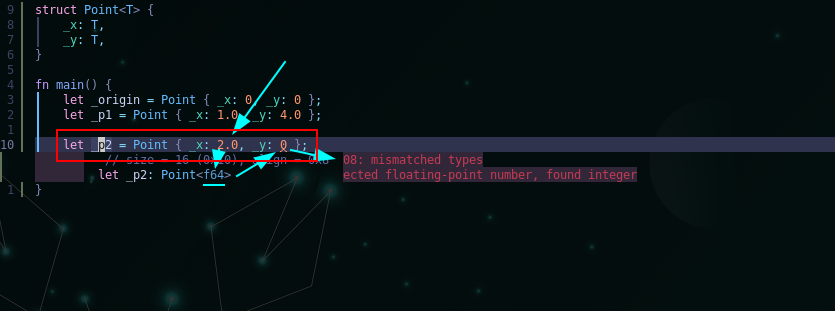 9 struct Point<T> {
8 _x: T,
7 _y: T,
6 }
5
4 fn main() {
3 let _origin = Point { _x: 0, _y: 0 };
2 let _p1 = Point { _x: 1.0, _y: 4.0 };
1
10 let _p2 = Point { _x: 2.0, _y: 0 };
// size = 16 (0x10), align = 0x8 08: mismatched types
let _p2: Point<f64> ected floating-point number, found integer
1 }